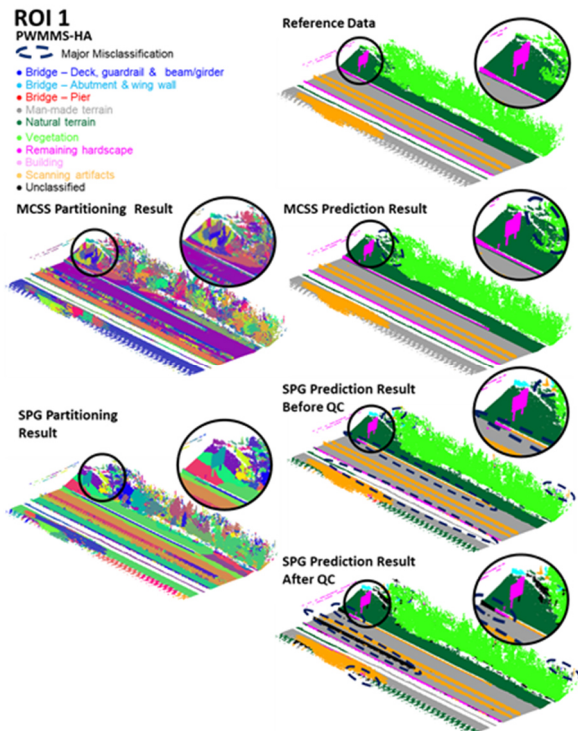 ROI 1
PWMMS-HA
Major Misclassification
Bridge – Deck, guardrail & beam/girder
Bridge – Abutment & wing wall
Bridge – Pier
Man-made terrain
Natural terrain
Vegetation
Remaining hardscape
Building
Scanning artifacts
Unclassified
Reference Data
MCSS Partitioning Result
MCSS Prediction Result
SPG Partitioning
Result
SPG Prediction Result
Before QC
SPG Prediction Result
After QC